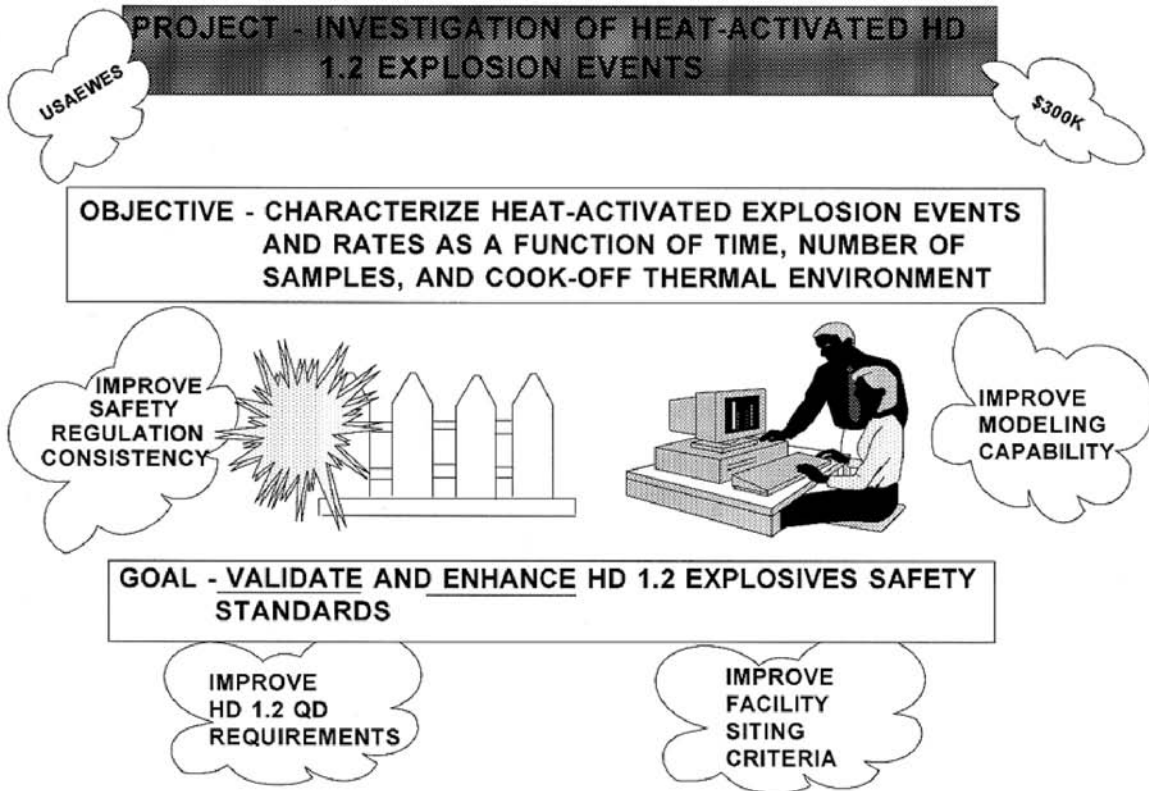 PROJECT - INVESTIGATION OF HEAT-ACTIVATED HD
1.2 EXPLOSION EVENTS
USAEWES
$300K
OBJECTIVE - CHARACTERIZE HEAT-ACTIVATED EXPLOSION EVENTS
AND RATES AS A FUNCTION OF TIME, NUMBER OF
SAMPLES, AND COOK-OFF THERMAL ENVIRONMENT
IMPROVE
SAFETY
REGULATION
CONSISTENCY
IMPROVE
MODELING
CAPABILITY
GOAL - VALIDATE AND ENHANCE HD 1.2 EXPLOSIVES SAFETY
STANDARDS
IMPROVE
HD 1.2 QD
REQUIREMENTS
IMPROVE
FACILITY
SITING
CRITERIA